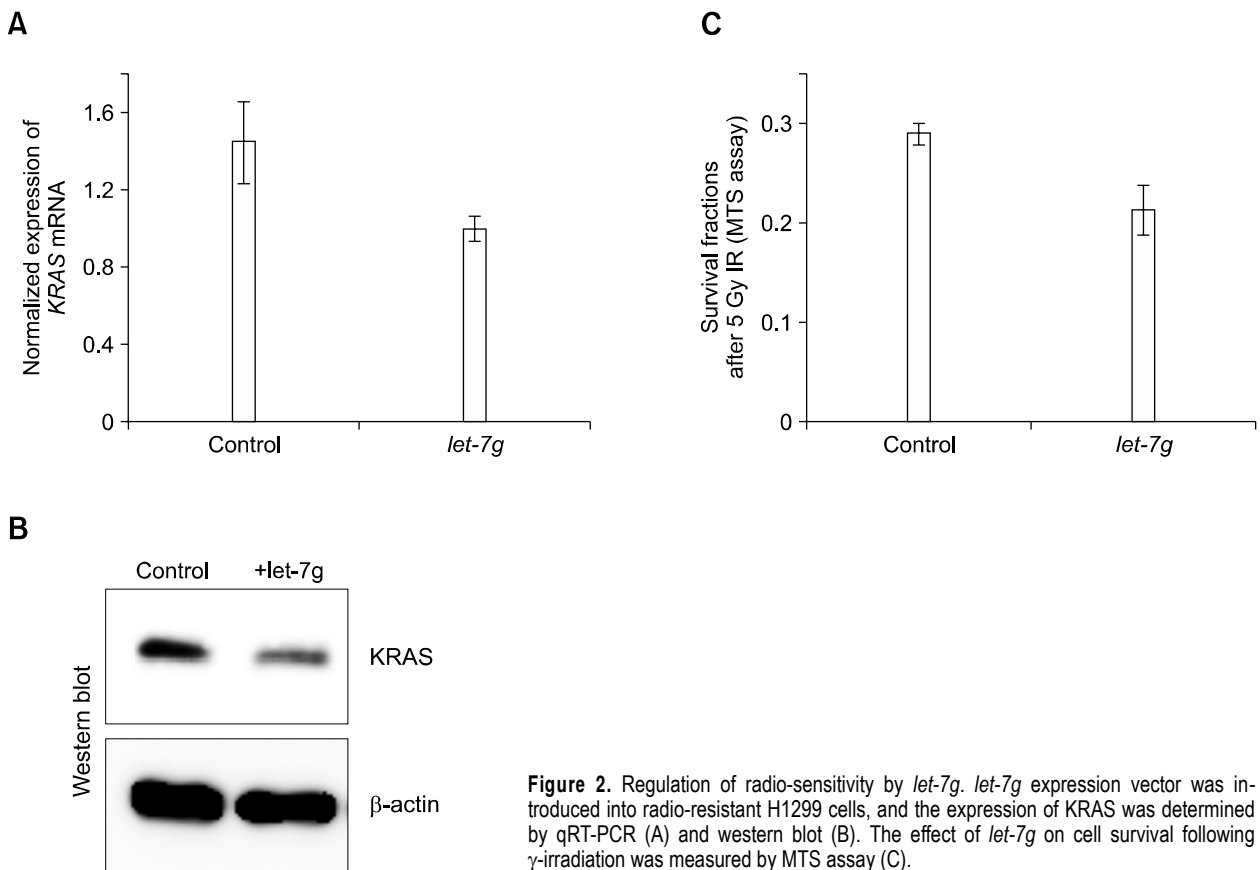 A
Normalized expression of
KRAS mRNA
1.6
1.2
0.8
0.4
0
Control
let-7g
C
Survival fractions
after 5 Gy IR (MTS assay)
0.3
0.2
0.1
0
Control
let-7g
B
Control
+let-7g
Western blot
KRAS
β-actin
Figure 2. Regulation of radio-sensitivity by let-7g. let-7g expression vector was in-
troduced into radio-resistant H1299 cells, and the expression of KRAS was determined
by qRT-PCR (A) and western blot (B). The effect of let-7g on cell survival following
γ-irradiation was measured by MTS assay (C).